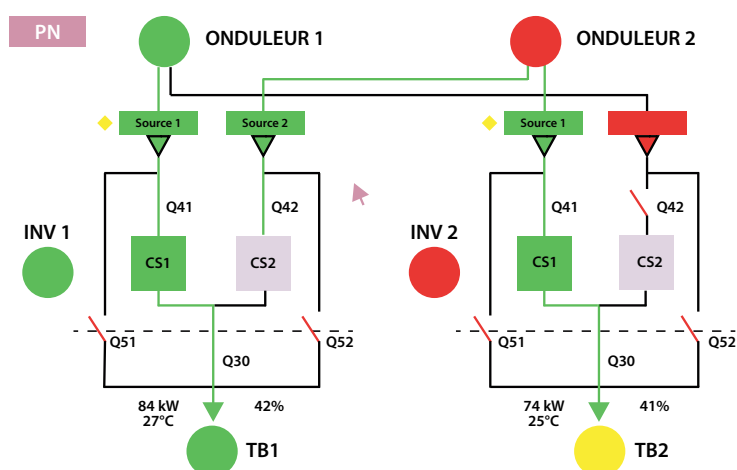 PN
ONDULEUR 1
ONDULEUR 2
Source 1
Source 2
Source 1
Q41
Q42
Q41
Q42
INV 1
INV 2
CS1
CS2
CS1
CS2
Q51
Q52
Q51
Q52
Q30
Q30
84 kW
42%
27°C
74 kW
41%
25°C
TB1
TB2